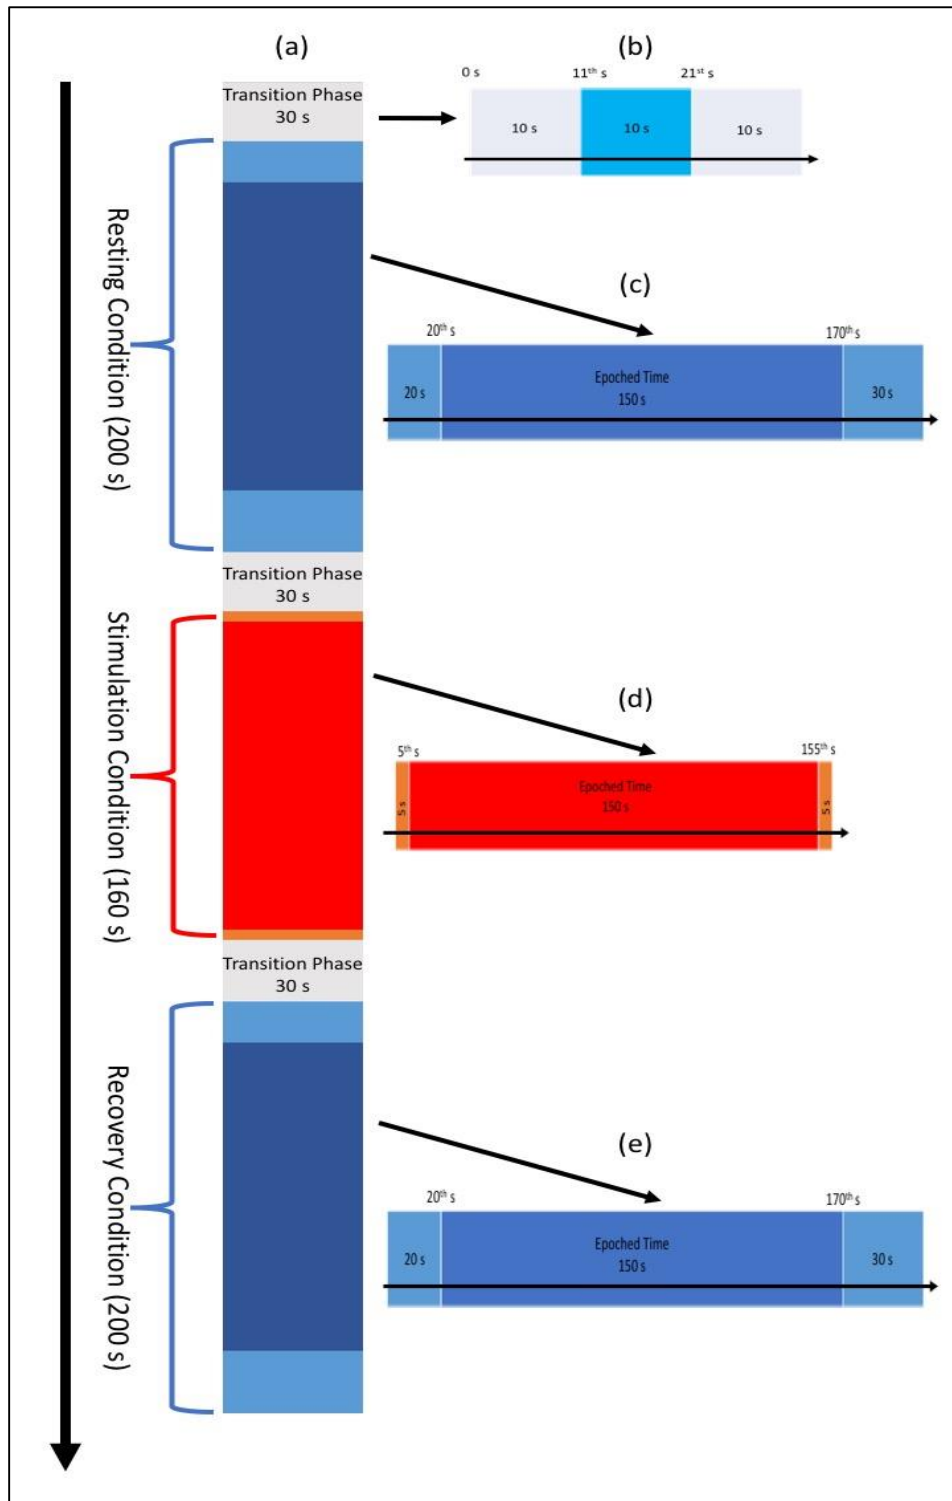 (a)
(b)
Transition Phase
30 s
0 s
11th s
21st s
10 s
10 s
10 s
Resting Condition (200 s)
(c)
20th s
170th s
20 s
Epoched Time
150 s
30 s
Transition Phase
30 s
Stimulation Condition (160 s)
(d)
5th s
155th s
5 s
Epoched Time
150 s
5 s
Transition Phase
30 s
Recovery Condition (200 s)
(e)
20th s
170th s
20 s
Epoched Time
150 s
30 s